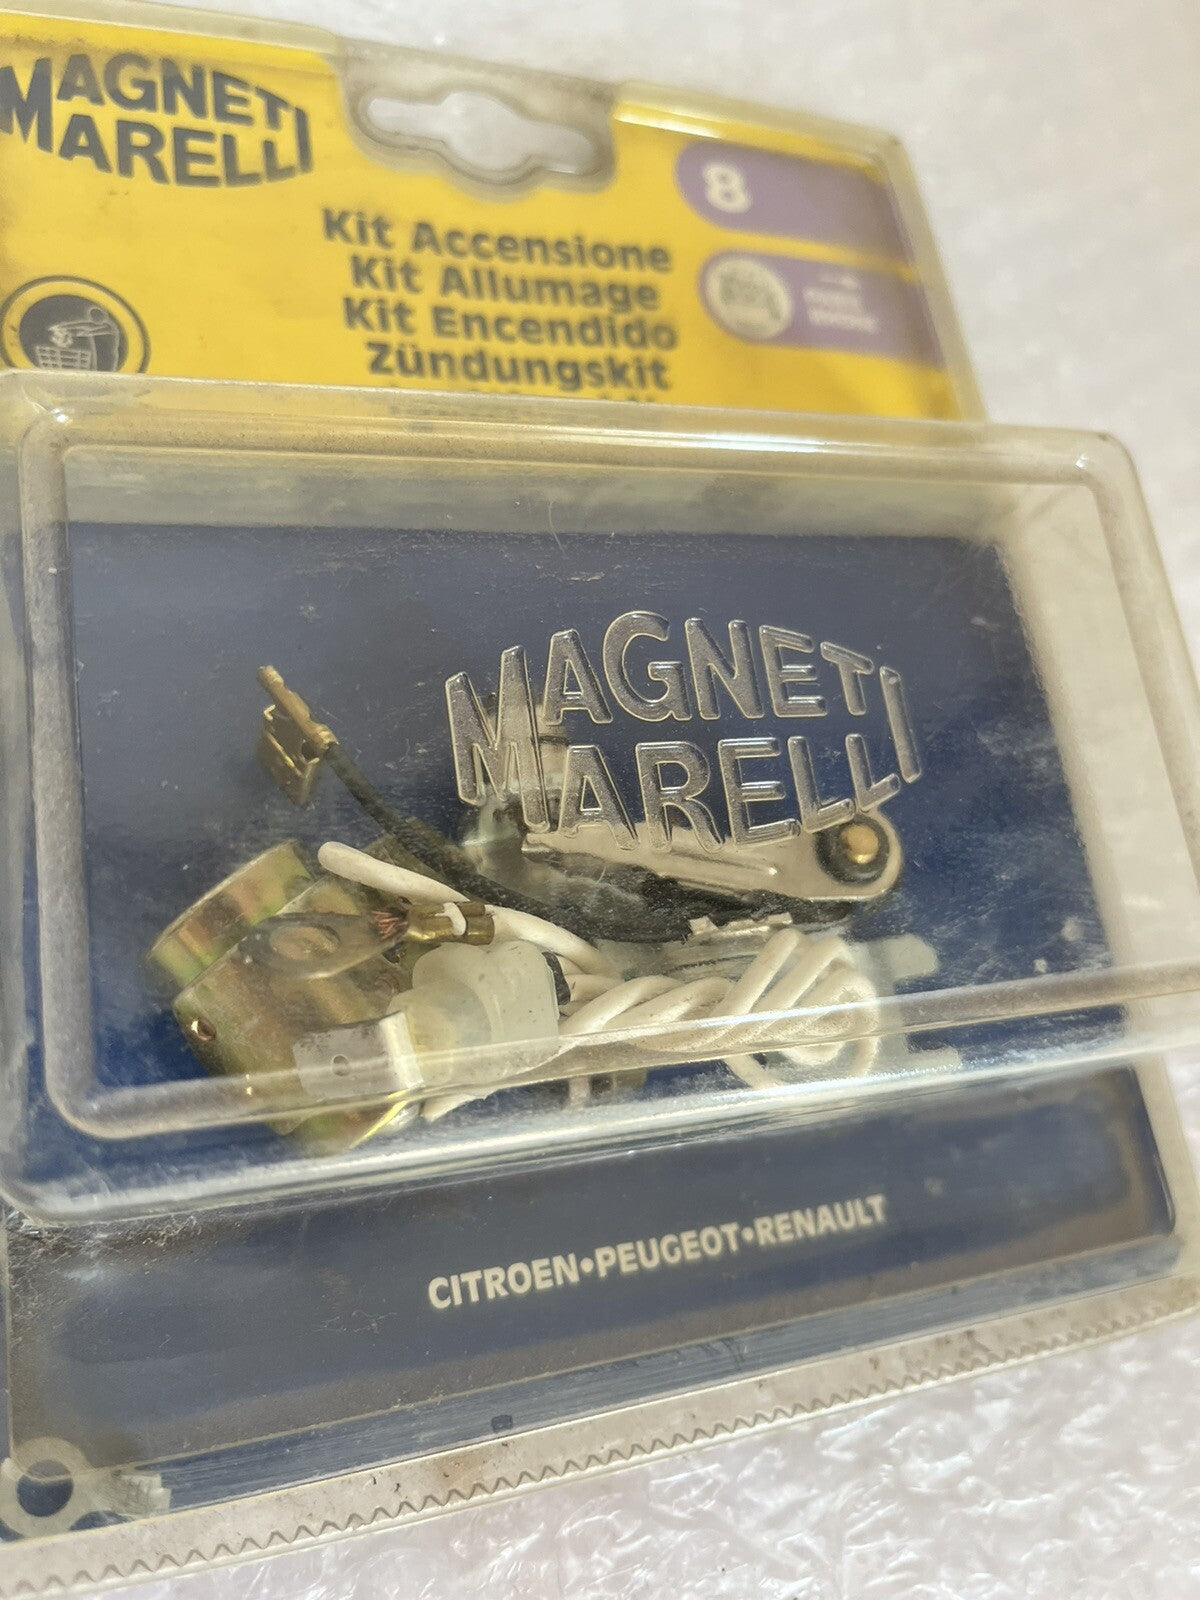 MAGNETI
MARELLI
8
Kit Accensione
Kit Allumage
Kit Encendido
Zündungskit
MAGNETI
MARELLI
CITROEN•PEUGEOT•RENAULT